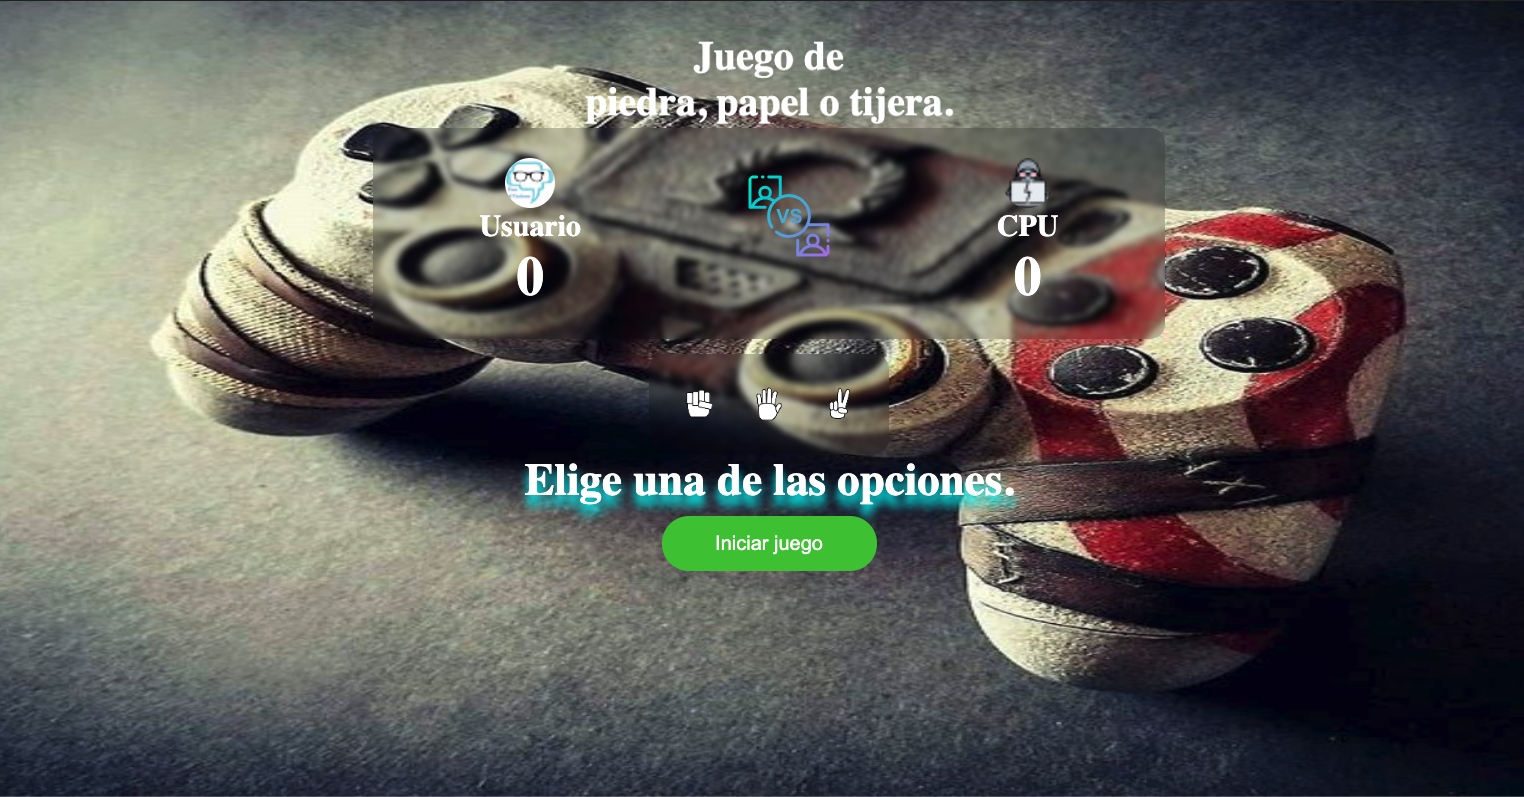 Juego de
piedra, papel o tijera.
VS
Usuario
CPU
0
0
Elige una de las opciones.
Iniciar juego